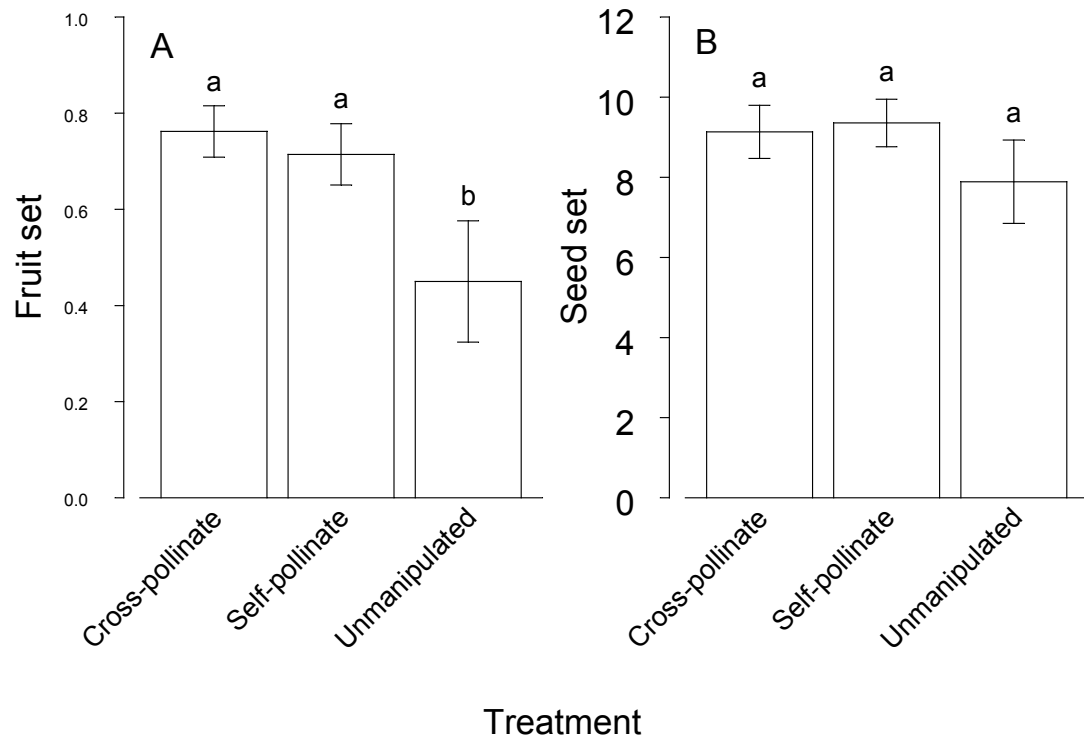 A
Fruit set
1.0
0.8
0.6
0.4
0.2
0.0
a
a
b
Cross-pollinate
Self-pollinate
Unmanipulated
B
Seed set
12
10
8
6
4
2
0
a
a
a
Cross-pollinate
Self-pollinate
Unmanipulated
Treatment